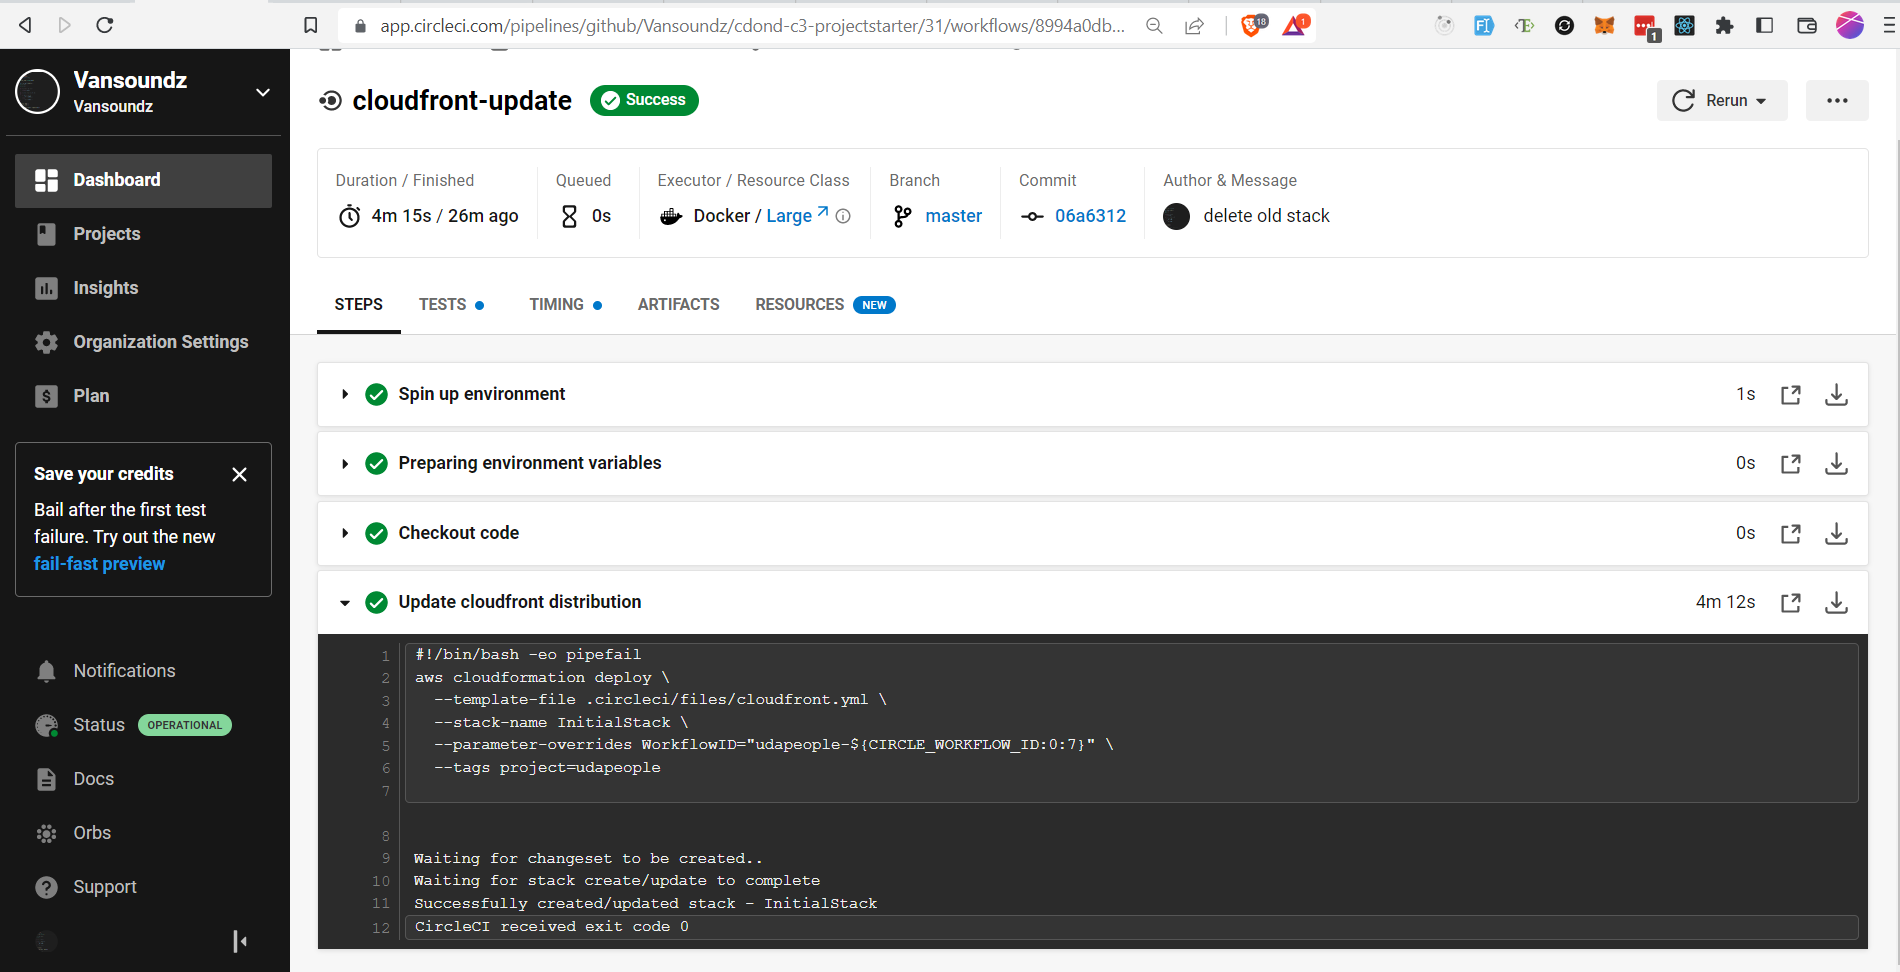 app.circleci.com/pipelines/github/Vansoundz/cdond-c3-projectstarter/31/workflows/8994a0db...
18
1
1
Vansoundz
Vansoundz
Dashboard
Projects
Insights
Organization Settings
Plan
Save your credits
Bail after the first test
failure. Try out the new
fail-fast preview
Notifications
Status OPERATIONAL
Docs
Orbs
Support
cloudfront-update Success
Rerun
Duration / Finished
4m 15s / 26m ago
Queued
0s
Executor / Resource Class
Docker / Large
Branch
master
Commit
06a6312
Author & Message
delete old stack
STEPS TESTS TIMING ARTIFACTS RESOURCES NEW
Spin up environment 1s
Preparing environment variables 0s
Checkout code 0s
Update cloudfront distribution 4m 12s
1 #!/bin/bash -eo pipefail
2 aws cloudformation deploy \
3 --template-file .circleci/files/cloudfront.yml \
4 --stack-name InitialStack \
5 --parameter-overrides WorkflowID="udapeople-${CIRCLE_WORKFLOW_ID:0:7}" \
6 --tags project=udapeople
7
8
9 Waiting for changeset to be created..
10 Waiting for stack create/update to complete
11 Successfully created/updated stack - InitialStack
12 CircleCI received exit code 0